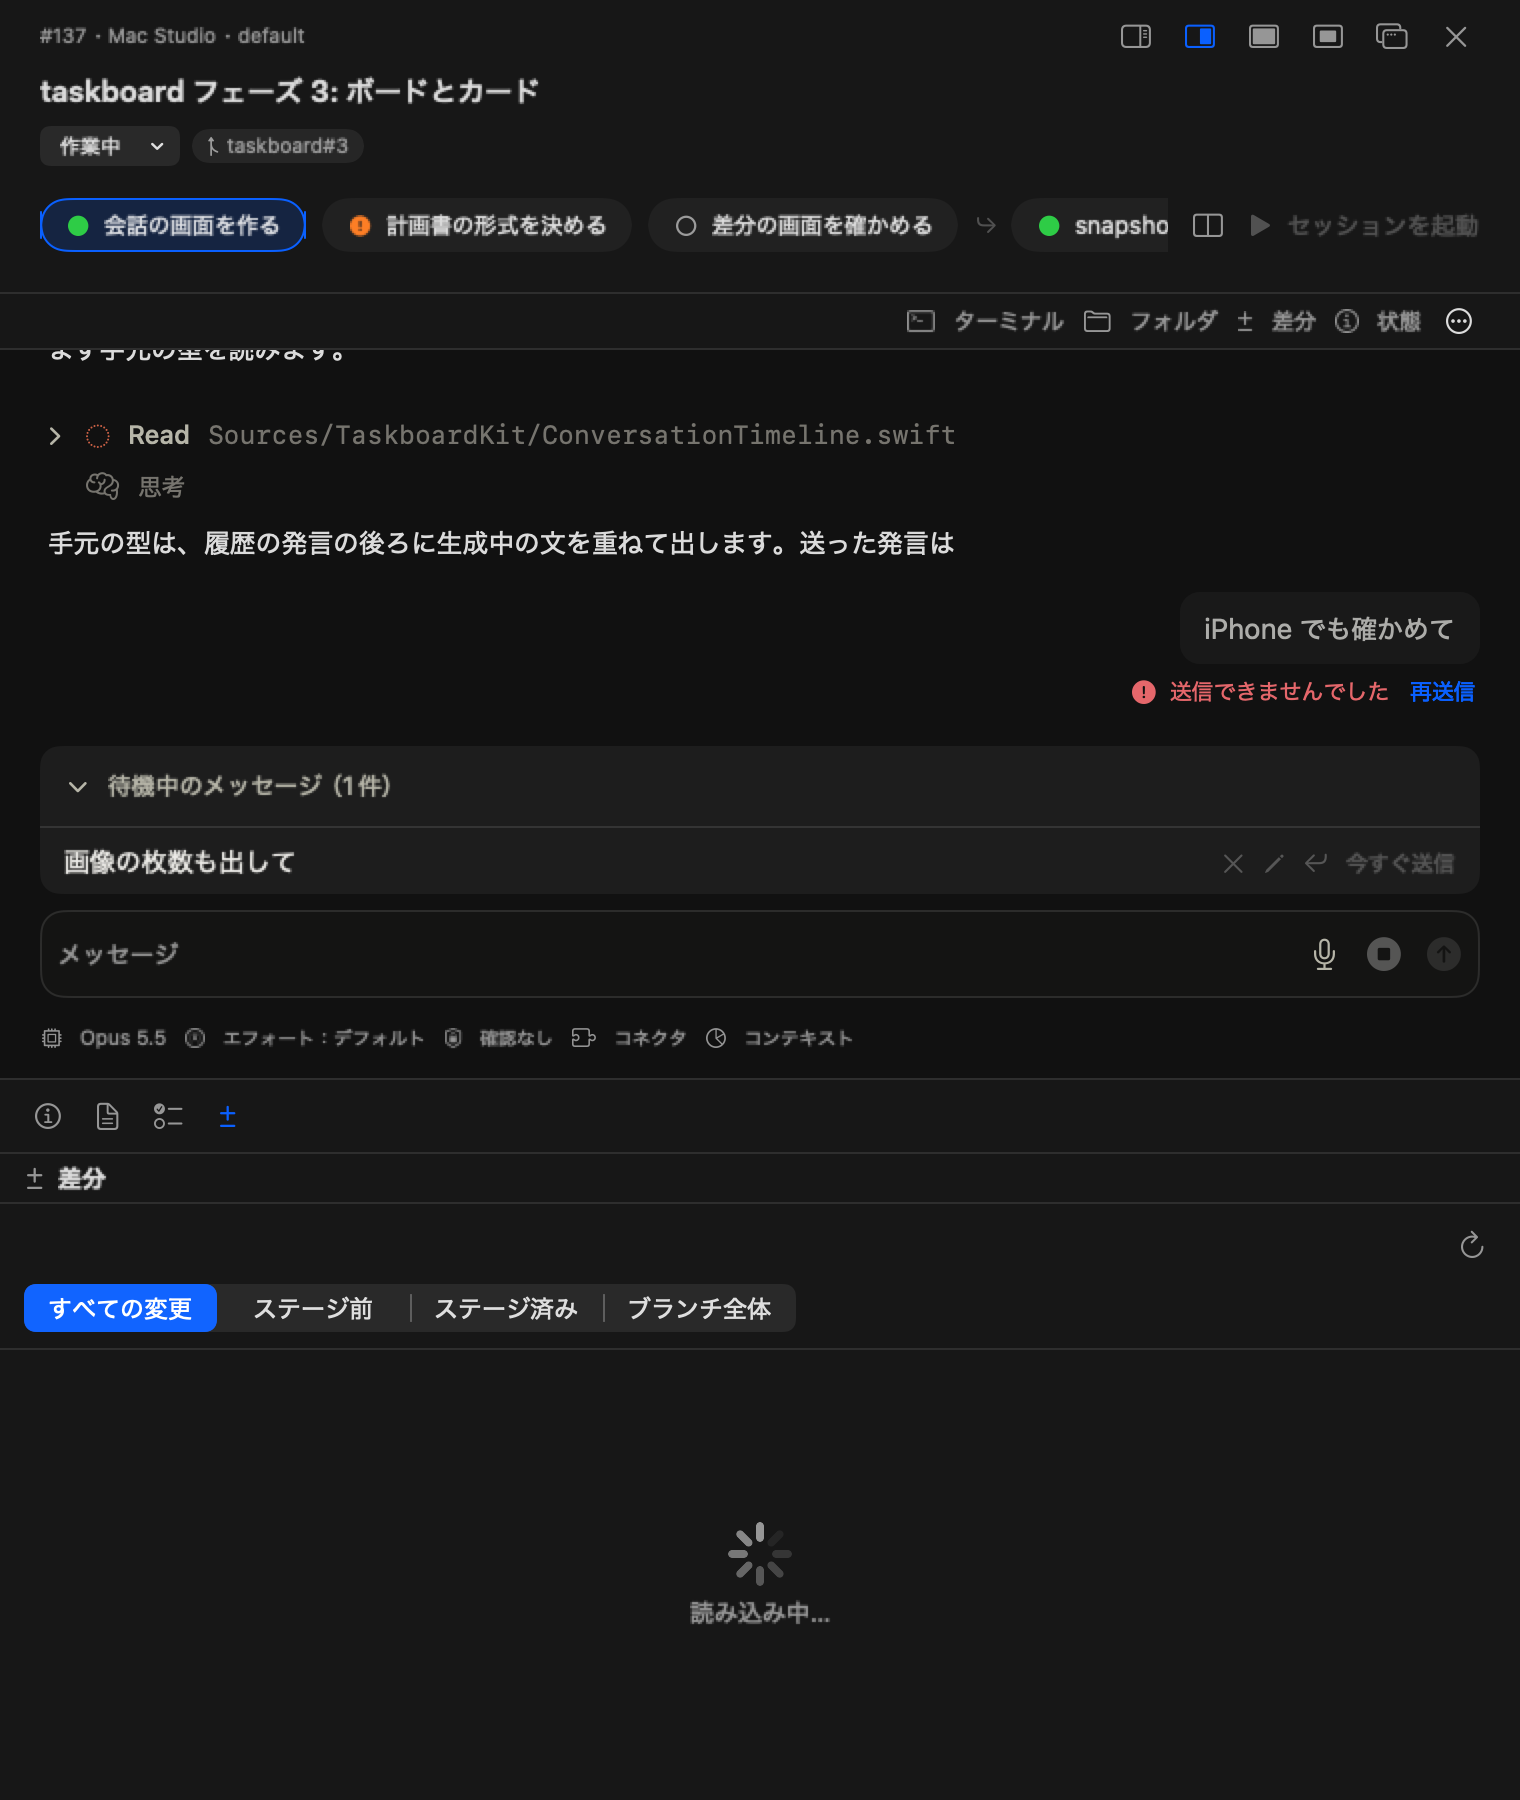 #137・Mac Studio・default
taskboard フェーズ 3: ボードとカード
作業中 taskboard#3
会話の画面を作る 計画書の形式を決める 差分の画面を確かめる snapsho セッションを起動
ターミナル フォルダ 差分 状態
まず手元の型を読みます。
Read Sources/TaskboardKit/ConversationTimeline.swift
思考
手元の型は、履歴の発言の後ろに生成中の文を重ねて出します。送った発言は
iPhone でも確かめて
送信できませんでした 再送信
待機中のメッセージ (1件)
画像の枚数も出して 今すぐ送信
メッセージ
Opus 5.5 エフォート：デフォルト 確認なし コネクタ コンテキスト
差分
すべての変更 ステージ前 ステージ済み ブランチ全体
読み込み中...